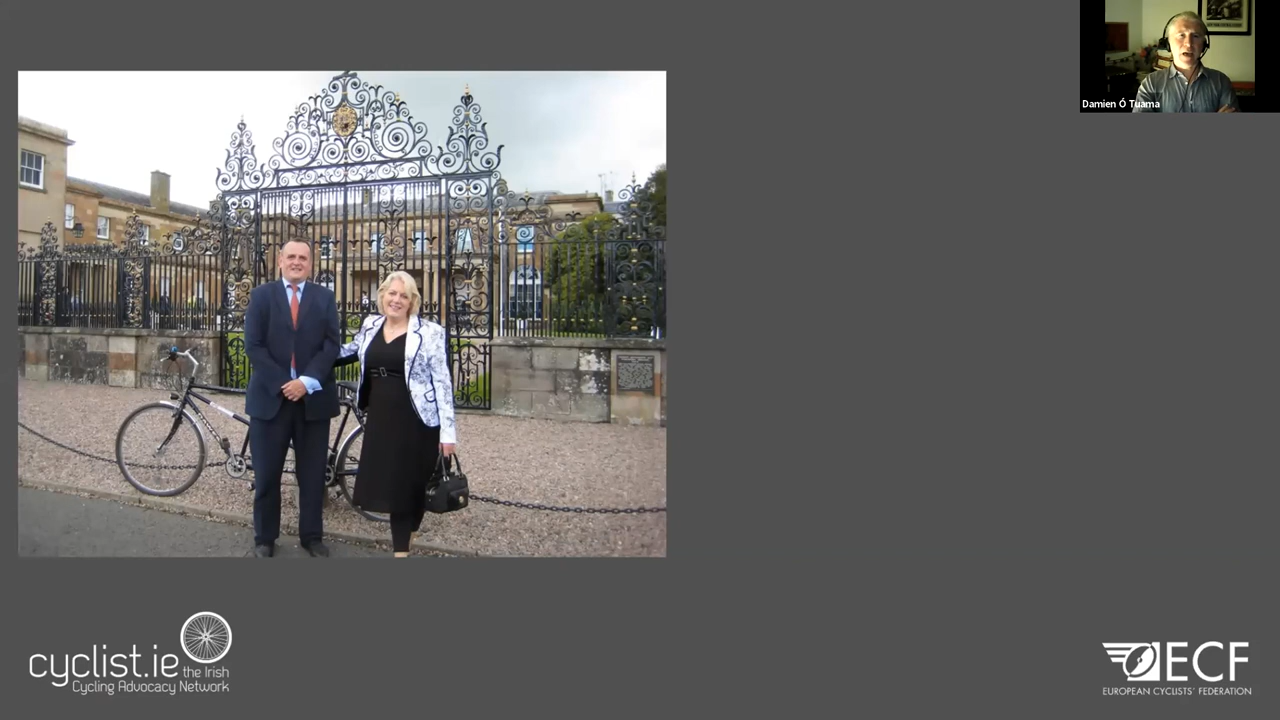 Damien Ó Tuama
cyclist.ie
the Irish
Cycling Advocacy Network
ECF
EUROPEAN CYCLISTS' FEDERATION